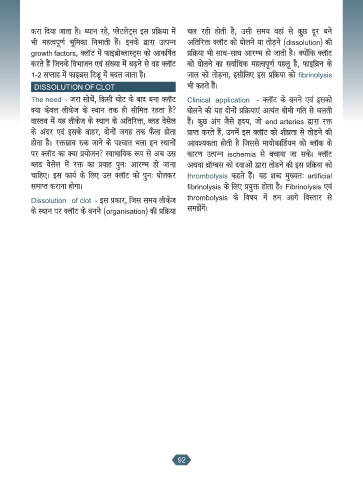 करा दिया जाता है। ध्यान रहे, प्लेटलेट्स इस प्रक्रिया में
भी महत्वपूर्ण भूमिका निभाती हैं। इनके द्वारा उत्पन्न
growth factors, क्लॉट में फाइब्रोब्लास्ट्स को आकर्षित
करते हैं जिनके विभाजन एवं संख्या में बढ़ने से वह क्लॉट
1-2 सप्ताह में फाइब्रस टिशू में बदल जाता है।
DISSOLUTION OF CLOT
The need - जरा सोचें, किसी चोट के बाद बना क्लॉट
क्या केवल लीकेज के स्थान तक ही सीमित रहता है?
वास्तव में यह लीकेज के स्थान के अतिरिक्त, ब्लड वेसेल
के अंदर एवं इसके बाहर, दोनों जगह तक फैला होता
होता है। रक्तस्राव रुक जाने के पश्चात भला इन स्थानों
पर क्लॉट का क्या प्रयोजन? स्वाभाविक रूप से अब उस
ब्लड वेसेल में रक्त का प्रवाह पुनः आरम्भ हो जाना
चाहिए। इस कार्य के लिए उस क्लॉट को पुनः घोलकर
समाप्त कराना होगा।
Dissolution of clot - इस प्रकार, जिस समय लीकेज
के स्थान पर क्लॉट के बनने (organisation) की प्रक्रिया
चल रही होती है, उसी समय वहां से कुछ दूर बने
अतिरिक्त क्लॉट को घोलने या तोड़ने (dissolution) की
प्रक्रिया भी साथ-साथ आरम्भ हो जाती है। क्योंकि क्लॉट
को घोलने का सर्वाधिक महत्वपूर्ण पहलू है, फाइब्रिन के
जाल को तोड़ना, इसीलिए इस प्रक्रिया को fibrinolysis
भी कहते हैं।
Clinical application - क्लॉट के बनने एवं इसको
घोलने की यह दोनों प्रक्रियाएं अत्यंत धीमी गति से चलती
हैं। कुछ अंग जैसे हृदय, जो end arteries द्वारा रक्त
प्राप्त करते हैं, उनमें इस क्लॉट को शीघ्रता से तोड़ने की
आवश्यकता होती है जिससे मायोकार्डियम को ब्लॉक के
कारण उत्पन्न ischemia से बचाया जा सके। क्लॉट
अथवा थ्रॉम्बस को दवाओं द्वारा तोड़ने की इस प्रक्रिया को
thrombolysis कहते हैं। यह शब्द मुख्यतः artificial
fibrinolysis के लिए प्रयुक्त होता है। Fibrinolysis एवं
thrombolysis के विषय में हम आगे विस्तार से
समझेंगे।
92